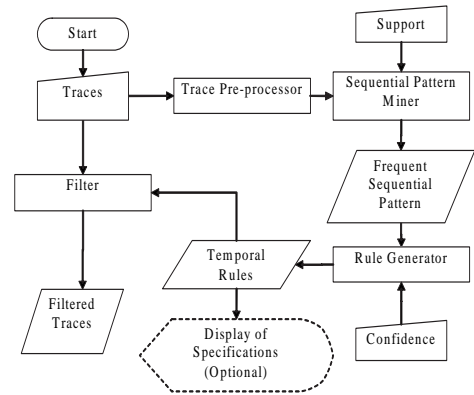 Start
Support
Traces
Trace Pre-processor
Sequential Pattern
Miner
Filter
Frequent
Sequential
Pattern
Temporal
Rules
Rule Generator
Filtered
Traces
Display of
Specifications
(Optional)
Confidence